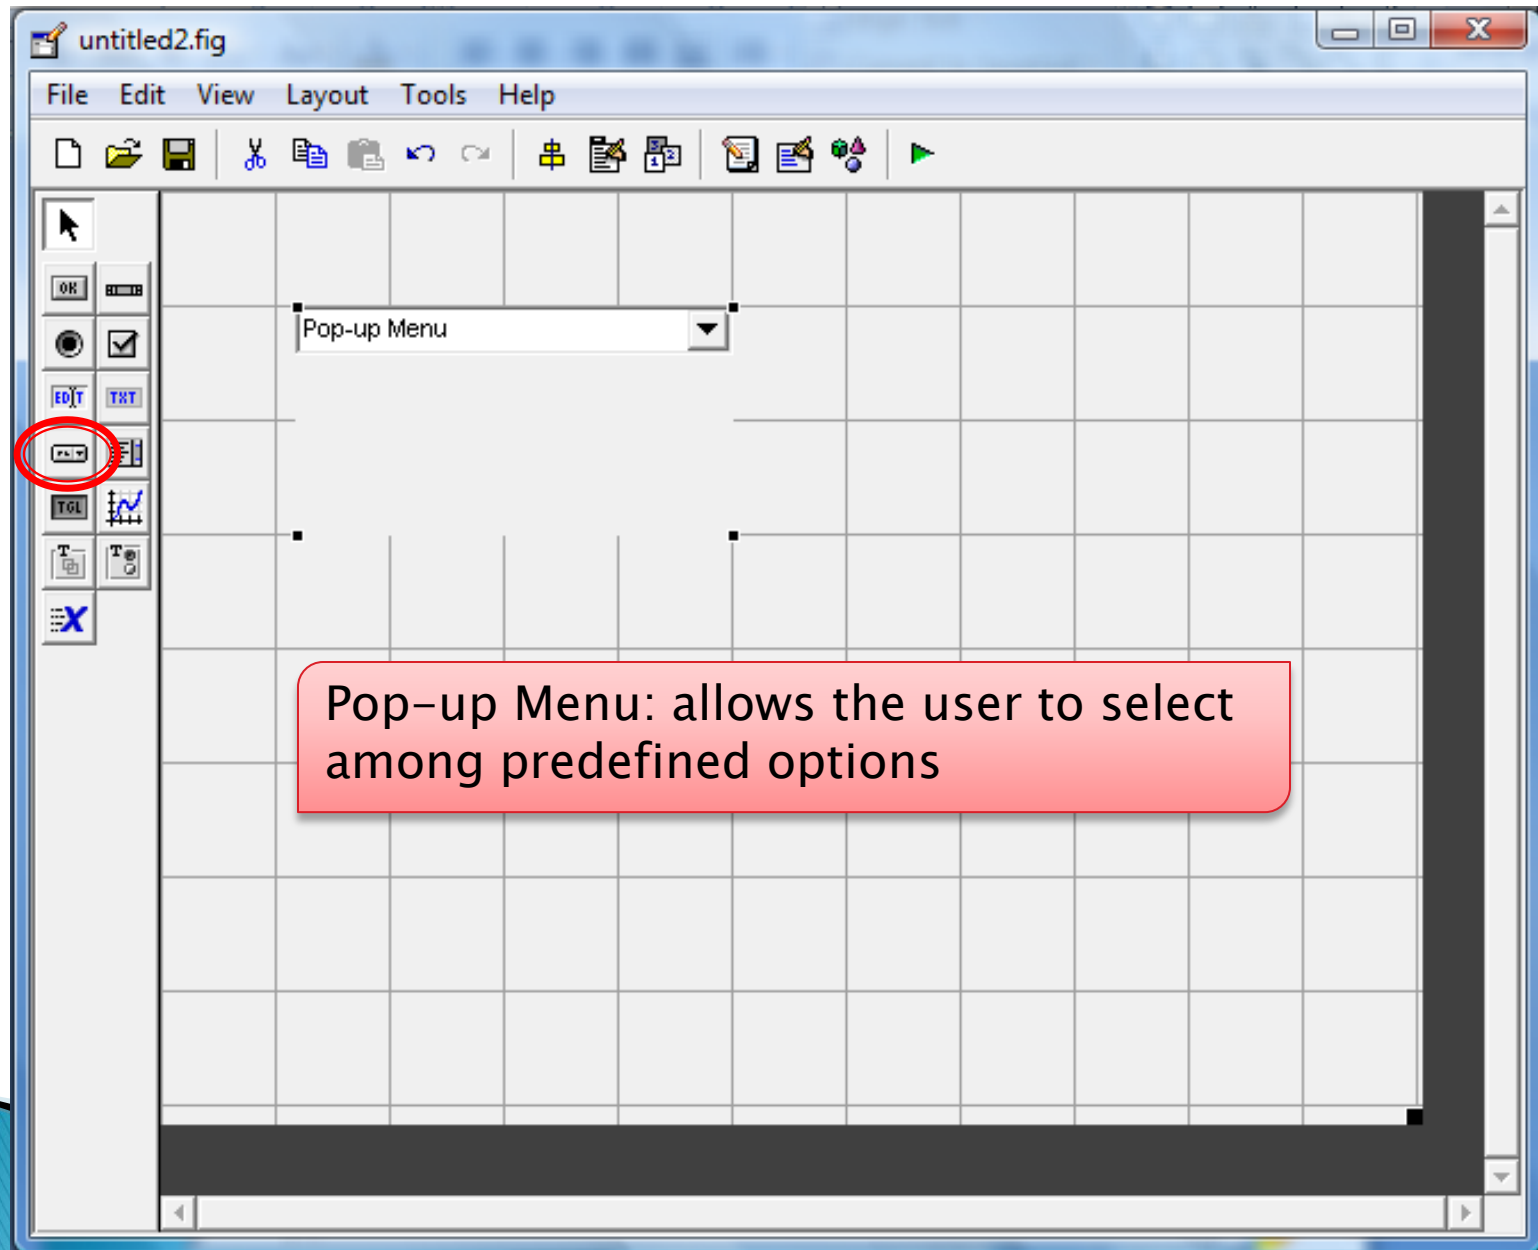 untitled2.fig
File Edit View Layout Tools Help
OK
EDIT TXT
TGL
T T
X
Pop-up Menu
Pop-up Menu: allows the user to select
among predefined options